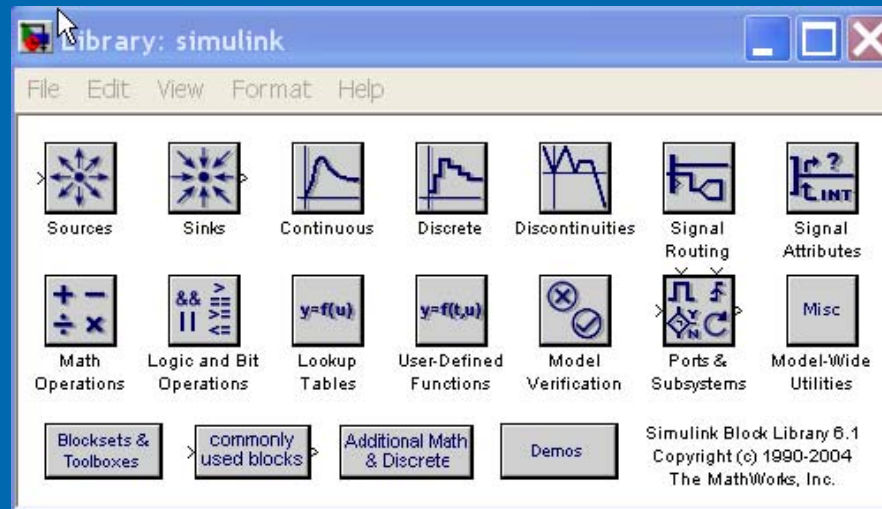 Library: simulink
File Edit View Format Help
Sources Sinks Continuous Discrete Discontinuities Signal Routing Signal Attributes
+ − ÷ × && || > == >= <= y=f(u) y=f(t,u) Y N Misc ? INT
Math Operations Logic and Bit Operations Lookup Tables User-Defined Functions Model Verification Ports & Subsystems Model-Wide Utilities
Blocksets & Toolboxes
commonly used blocks
Additional Math & Discrete
Demos
Simulink Block Library 6.1
Copyright (c) 1990-2004
The MathWorks, Inc.